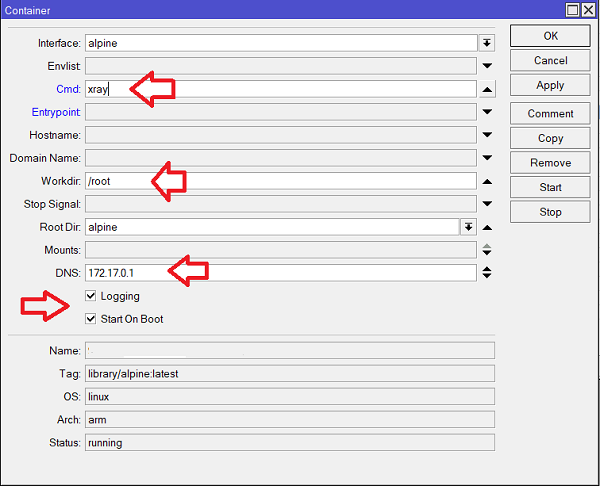 Container
Interface: alpine
OK
Envlist:
Cancel
Cmd: xray
Apply
Entrypoint:
Comment
Hostname:
Copy
Domain Name:
Remove
Workdir: /root
Start
Stop Signal:
Stop
Root Dir: alpine
Mounts:
DNS: 172.17.0.1
Logging
Start On Boot
Name:
Tag: library/alpine:latest
OS: linux
Arch: arm
Status: running